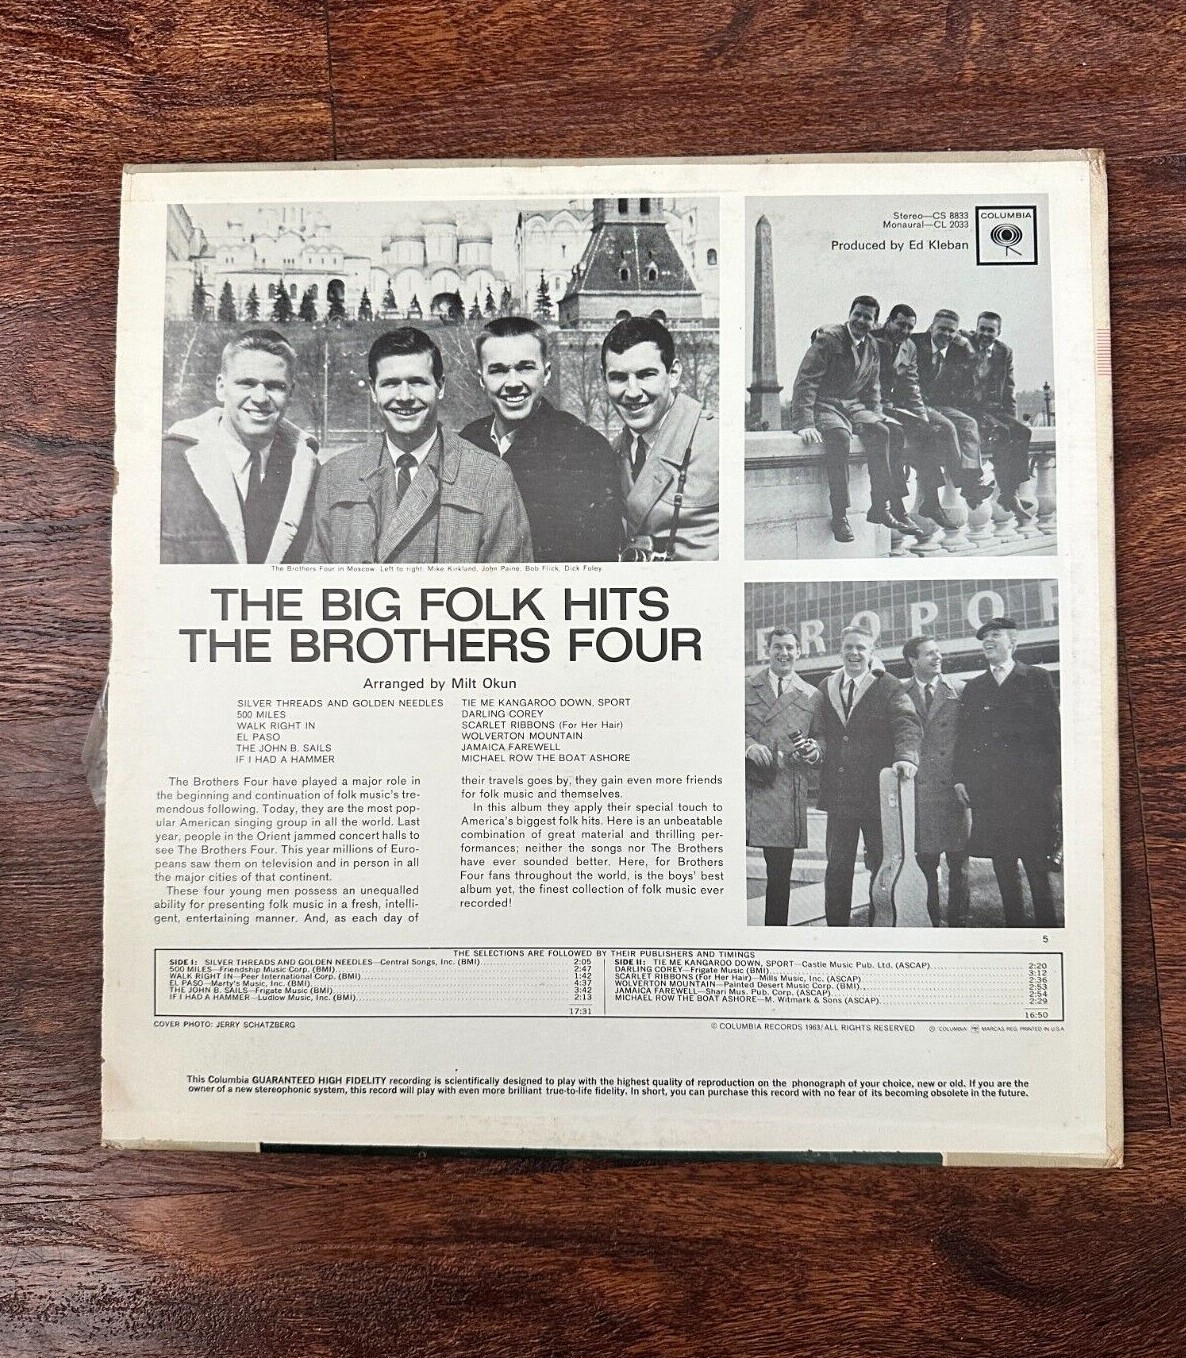 Stereo—CS 8833
Monaural—CL 2033
Produced by Ed Kleban
COLUMBIA
The Brothers Four in Moscow. Left to right: Mike Kirkland, John Paine, Bob Flick, Dick Foley.
THE BIG FOLK HITS
THE BROTHERS FOUR
Arranged by Milt Okun
SILVER THREADS AND GOLDEN NEEDLES
500 MILES
WALK RIGHT IN
EL PASO
THE JOHN B. SAILS
IF I HAD A HAMMER
TIE ME KANGAROO DOWN, SPORT
DARLING COREY
SCARLET RIBBONS (For Her Hair)
WOLVERTON MOUNTAIN
JAMAICA FAREWELL
MICHAEL ROW THE BOAT ASHORE
The Brothers Four have played a major role in
the beginning and continuation of folk music's tre-
mendous following. Today, they are the most pop-
ular American singing group in all the world. Last
year, people in the Orient jammed concert halls to
see The Brothers Four. This year millions of Euro-
peans saw them on television and in person in all
the major cities of that continent.
These four young men possess an unequalled
ability for presenting folk music in a fresh, intelli-
gent, entertaining manner. And, as each day of
their travels goes by, they gain even more friends
for folk music and themselves.
In this album they apply their special touch to
America's biggest folk hits. Here is an unbeatable
combination of great material and thrilling per-
formances; neither the songs nor The Brothers
have ever sounded better. Here, for Brothers
Four fans throughout the world, is the boys' best
album yet, the finest collection of folk music ever
recorded!
EROPO
5
THE SELECTIONS ARE FOLLOWED BY THEIR PUBLISHERS AND TIMINGS
SIDE I: SILVER THREADS AND GOLDEN NEEDLES—Central Songs, Inc. (BMI) 2:05
500 MILES—Friendship Music Corp. (BMI) 2:47
WALK RIGHT IN—Peer International Corp. (BMI) 1:42
EL PASO—Marty's Music, Inc. (BMI) 4:37
THE JOHN B. SAILS—Frigate Music (BMI) 3:42
IF I HAD A HAMMER—Ludlow Music, Inc. (BMI) 2:13
17:31
SIDE II: TIE ME KANGAROO DOWN, SPORT—Castle Music Pub. Ltd. (ASCAP) 2:20
DARLING COREY—Frigate Music (BMI) 3:12
SCARLET RIBBONS (For Her Hair)—Mills Music, Inc. (ASCAP) 2:36
WOLVERTON MOUNTAIN—Painted Desert Music Corp. (BMI) 2:53
JAMAICA FAREWELL—Shari Mus. Pub. Corp. (ASCAP) 2:54
MICHAEL ROW THE BOAT ASHORE—M. Witmark & Sons (ASCAP) 2:29
16:50
COVER PHOTO: JERRY SCHATZBERG
© COLUMBIA RECORDS 1963/ALL RIGHTS RESERVED ® "COLUMBIA" MARCAS REG. PRINTED IN U.S.A
This Columbia GUARANTEED HIGH FIDELITY recording is scientifically designed to play with the highest quality of reproduction on the phonograph of your choice, new or old. If you are the
owner of a new stereophonic system, this record will play with even more brilliant true-to-life fidelity. In short, you can purchase this record with no fear of its becoming obsolete in the future.